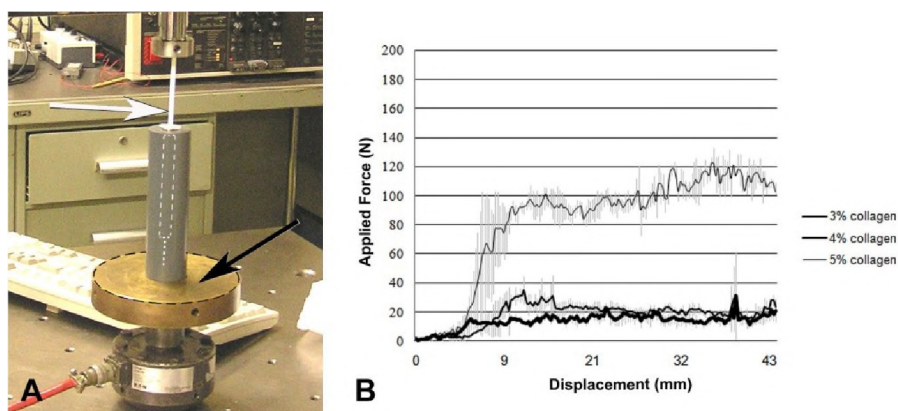 A
B
Applied Force (N)
200
180
160
140
120
100
80
60
40
20
0
0 9 21 32 43
Displacement (mm)
3% collagen
4% collagen
5% collagen